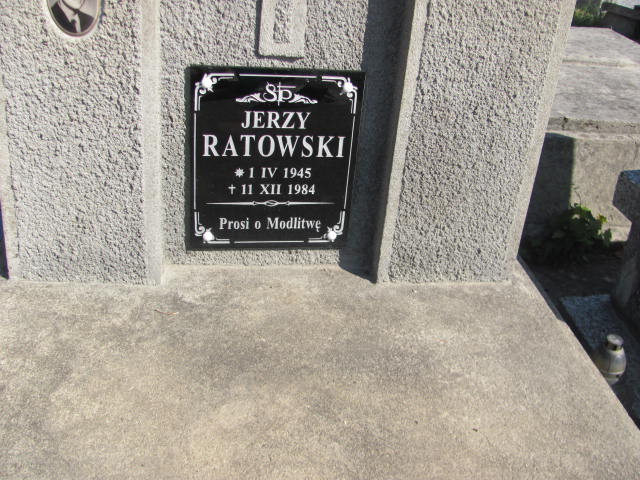 Ś†P
JERZY
RATOWSKI
* 1 IV 1945
† 11 XII 1984
Prosi o Modlitwę